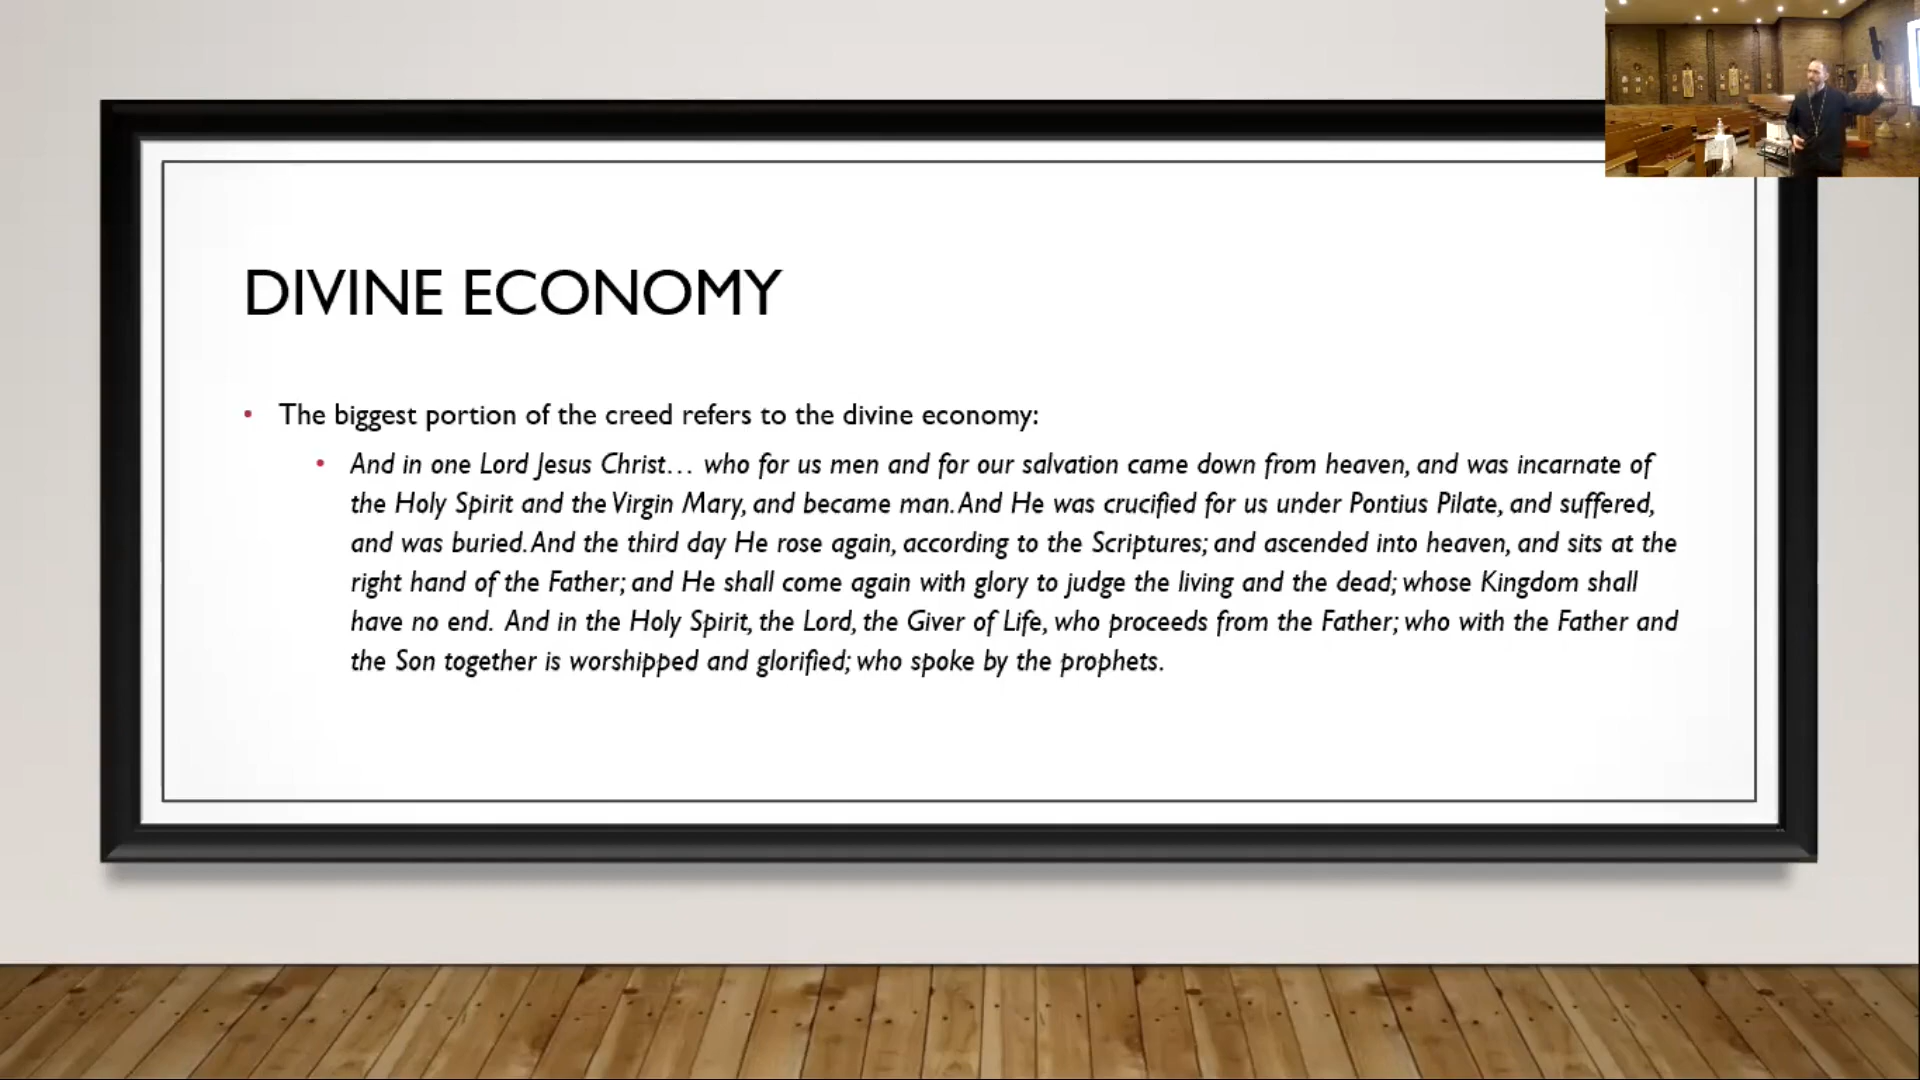 DIVINE ECONOMY
• The biggest portion of the creed refers to the divine economy:
• And in one Lord Jesus Christ… who for us men and for our salvation came down from heaven, and was incarnate of
the Holy Spirit and the Virgin Mary, and became man. And He was crucified for us under Pontius Pilate, and suffered,
and was buried. And the third day He rose again, according to the Scriptures; and ascended into heaven, and sits at the
right hand of the Father; and He shall come again with glory to judge the living and the dead; whose Kingdom shall
have no end. And in the Holy Spirit, the Lord, the Giver of Life, who proceeds from the Father; who with the Father and
the Son together is worshipped and glorified; who spoke by the prophets.